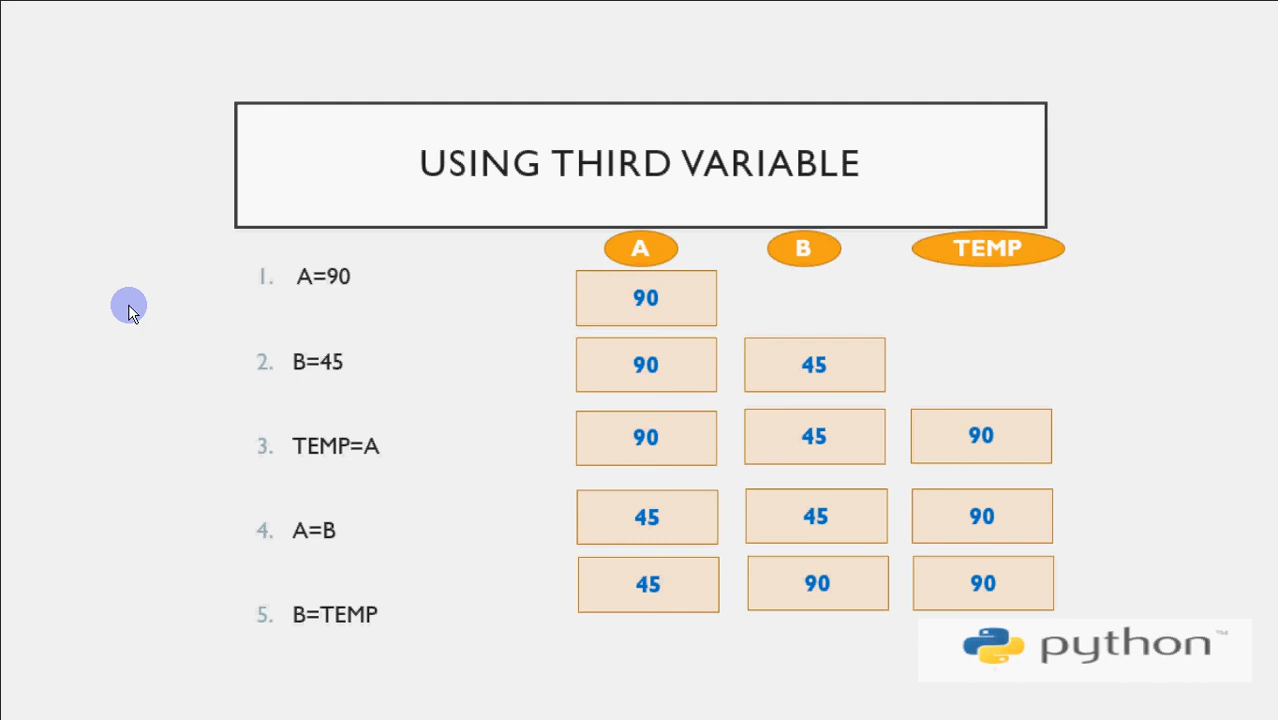 USING THIRD VARIABLE
A B TEMP
1. A=90
90
2. B=45
90 45
3. TEMP=A
90 45 90
4. A=B
45 45 90
5. B=TEMP
45 90 90
python™